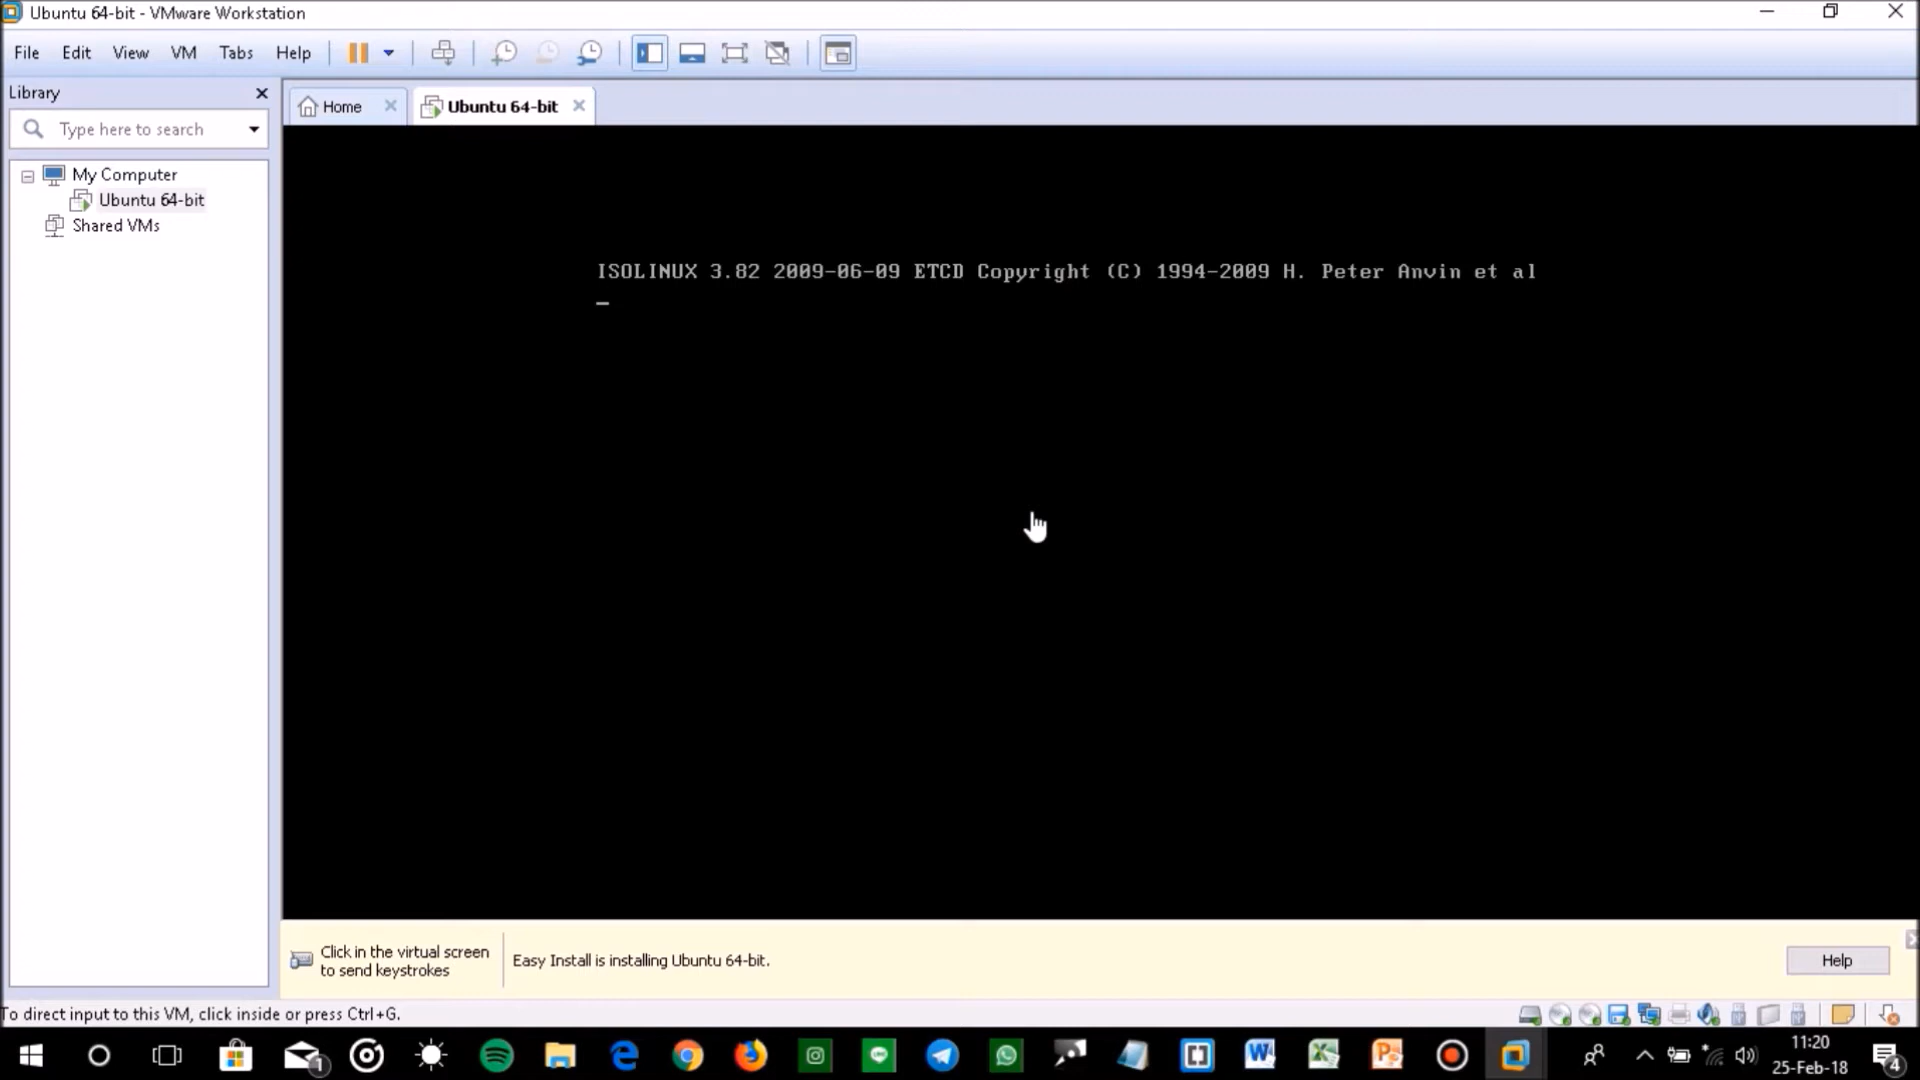 Ubuntu 64-bit - VMware Workstation
File Edit View VM Tabs Help
Library
Type here to search
My Computer
Ubuntu 64-bit
Shared VMs
Home
Ubuntu 64-bit
ISOLINUX 3.82 2009-06-09 ETCD Copyright (C) 1994-2009 H. Peter Anvin et al
_
Click in the virtual screen
to send keystrokes
Easy Install is installing Ubuntu 64-bit.
Help
To direct input to this VM, click inside or press Ctrl+G.
1
11:20
25-Feb-18
4